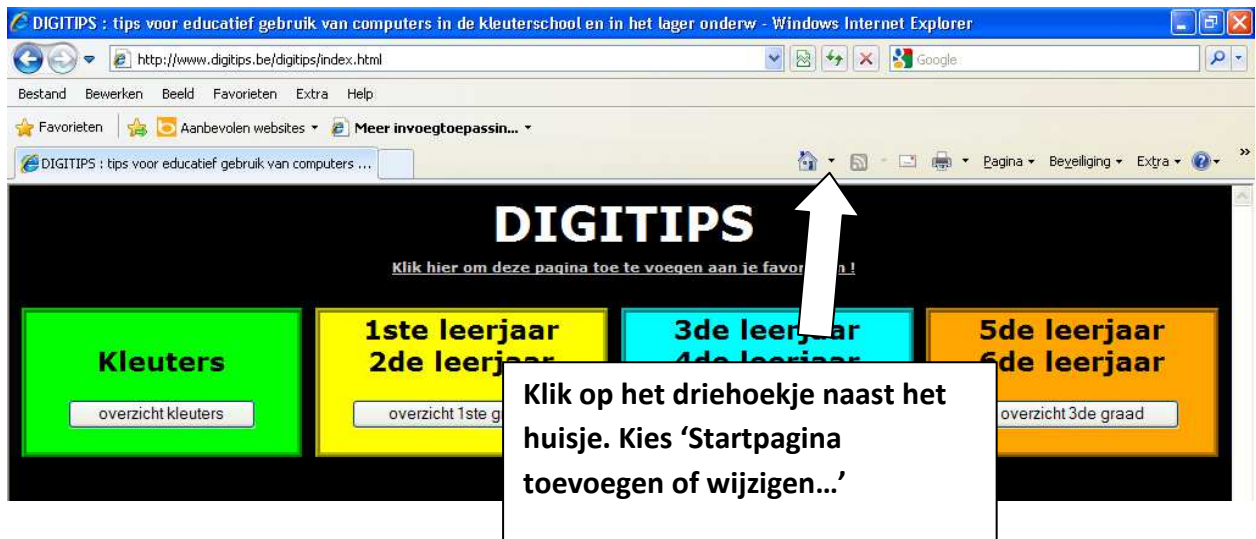 DIGITIPS : tips voor educatief gebruik van computers in de kleuterschool en in het lager onderw - Windows Internet Explorer
http://www.digitips.be/digitips/index.html
Google
Bestand Bewerken Beeld Favorieten Extra Help
Favorieten Aanbevolen websites Meer invoegtoepassin...
DIGITIPS : tips voor educatief gebruik van computers ...
Pagina Beveiliging Extra »
DIGITIPS
Klik hier om deze pagina toe te voegen aan je !
Kleuters
overzicht kleuters
1ste leerjaar
2de leerjaar
overzicht 1ste
3de leerjaar
4de leerjaar
5de leerjaar
6de leerjaar
overzicht 3de graad
Klik op het driehoekje naast het
huisje. Kies ‘Startpagina
toevoegen of wijzigen…’